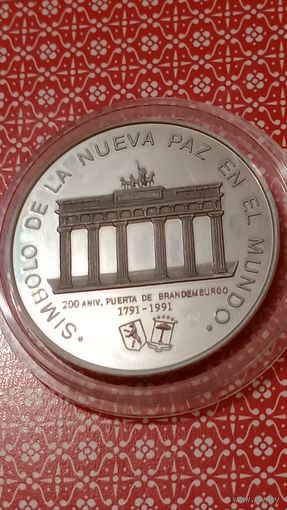 SIMBOLO DE LA NUEVA PAZ EN EL MUNDO
200 ANIV. PUERTA DE BRANDEMBURGO
1791-1991